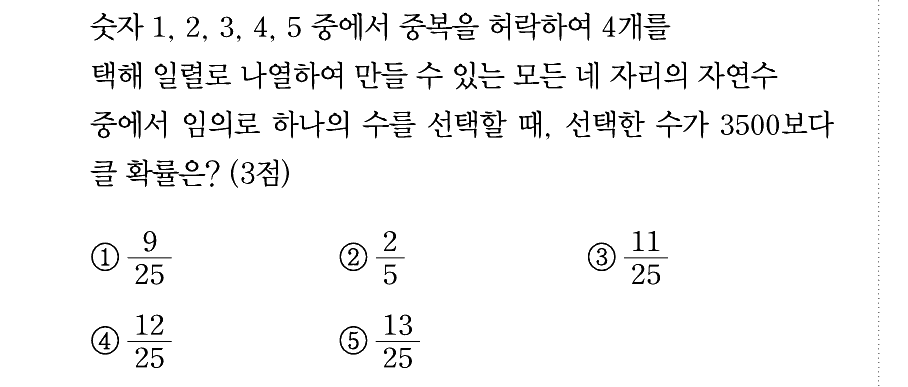 숫자 1, 2, 3, 4, 5 중에서 중복을 허락하여 4개를
택해 일렬로 나열하여 만들 수 있는 모든 네 자리의 자연수
중에서 임의로 하나의 수를 선택할 때, 선택한 수가 3500보다
클 확률은? (3점)
① 9/25 ② 2/5 ③ 11/25
④ 12/25 ⑤ 13/25